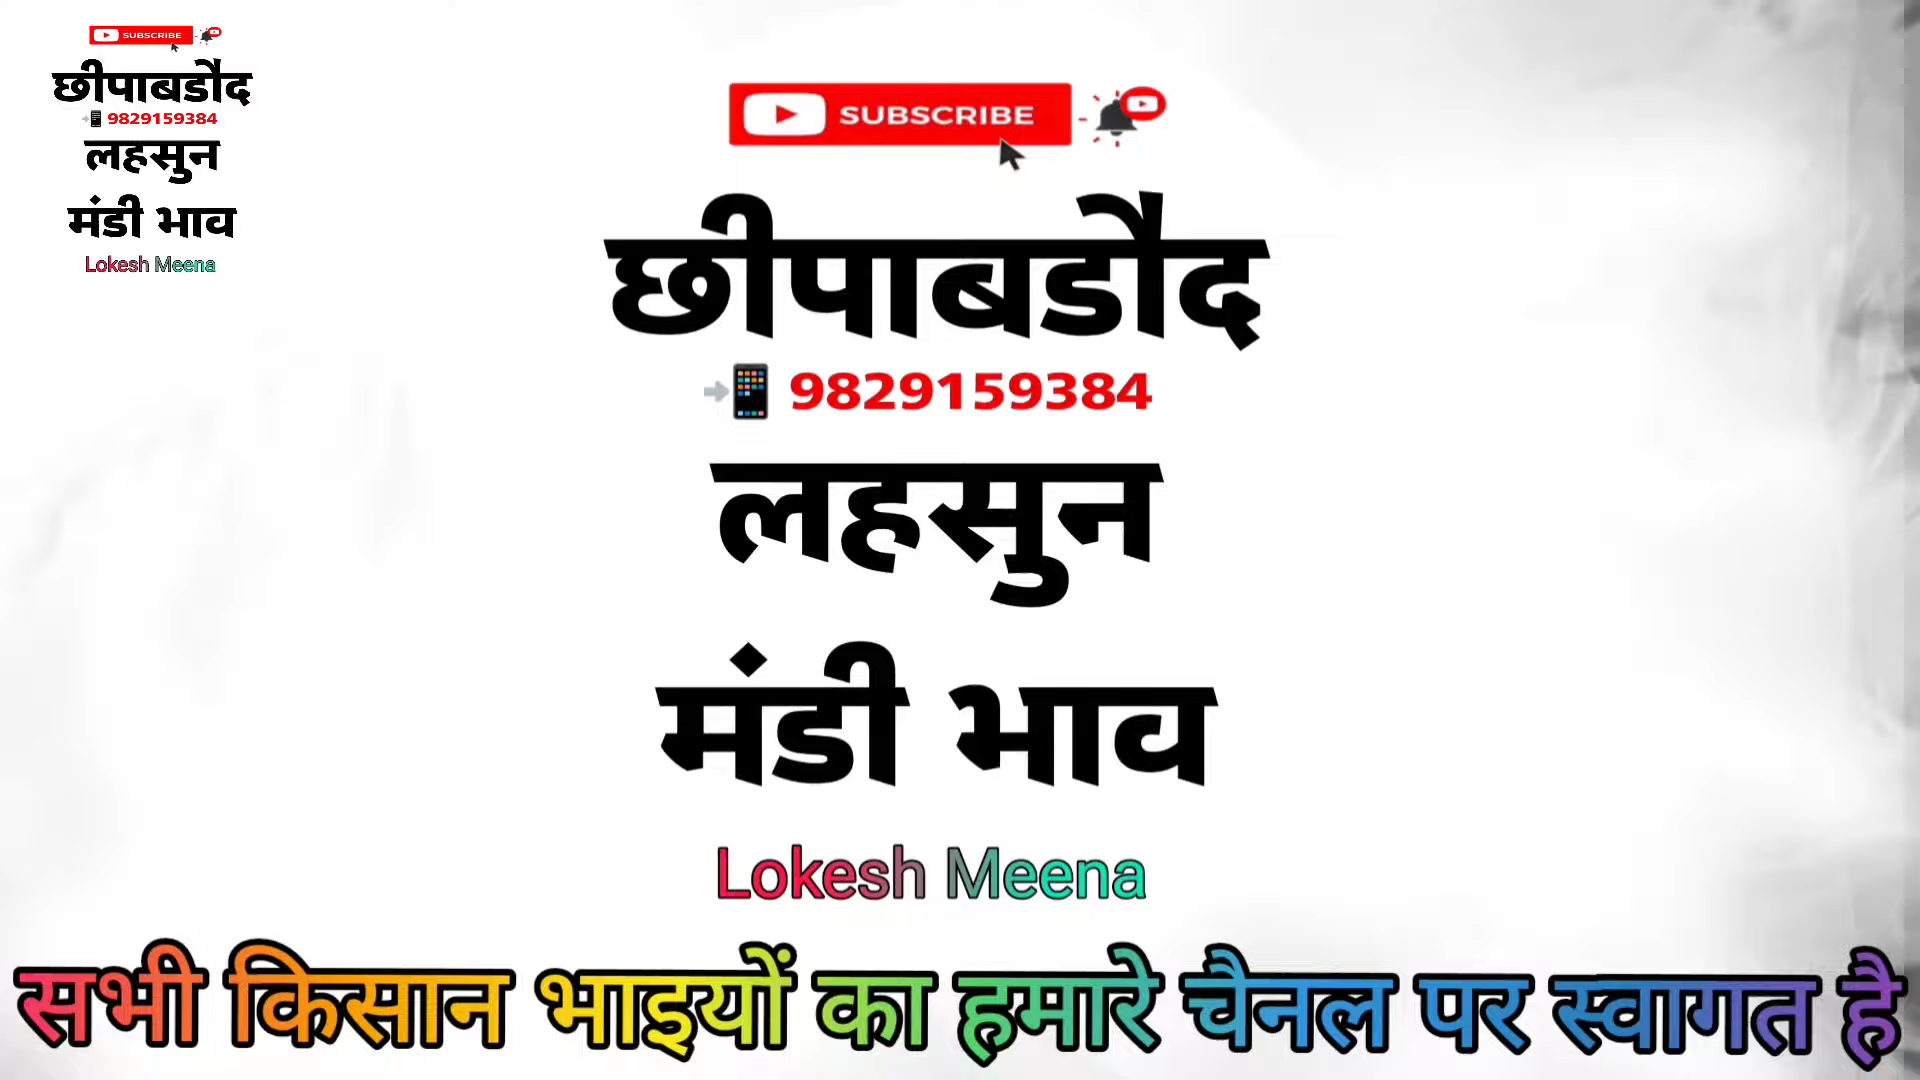 SUBSCRIBE
छीपाबडौद
9829159384
लहसुन
मंडी भाव
Lokesh Meena
SUBSCRIBE
छीपाबडौद
9829159384
लहसुन
मंडी भाव
Lokesh Meena
सभी किसान भाइयों का हमारे चैनल पर स्वागत है